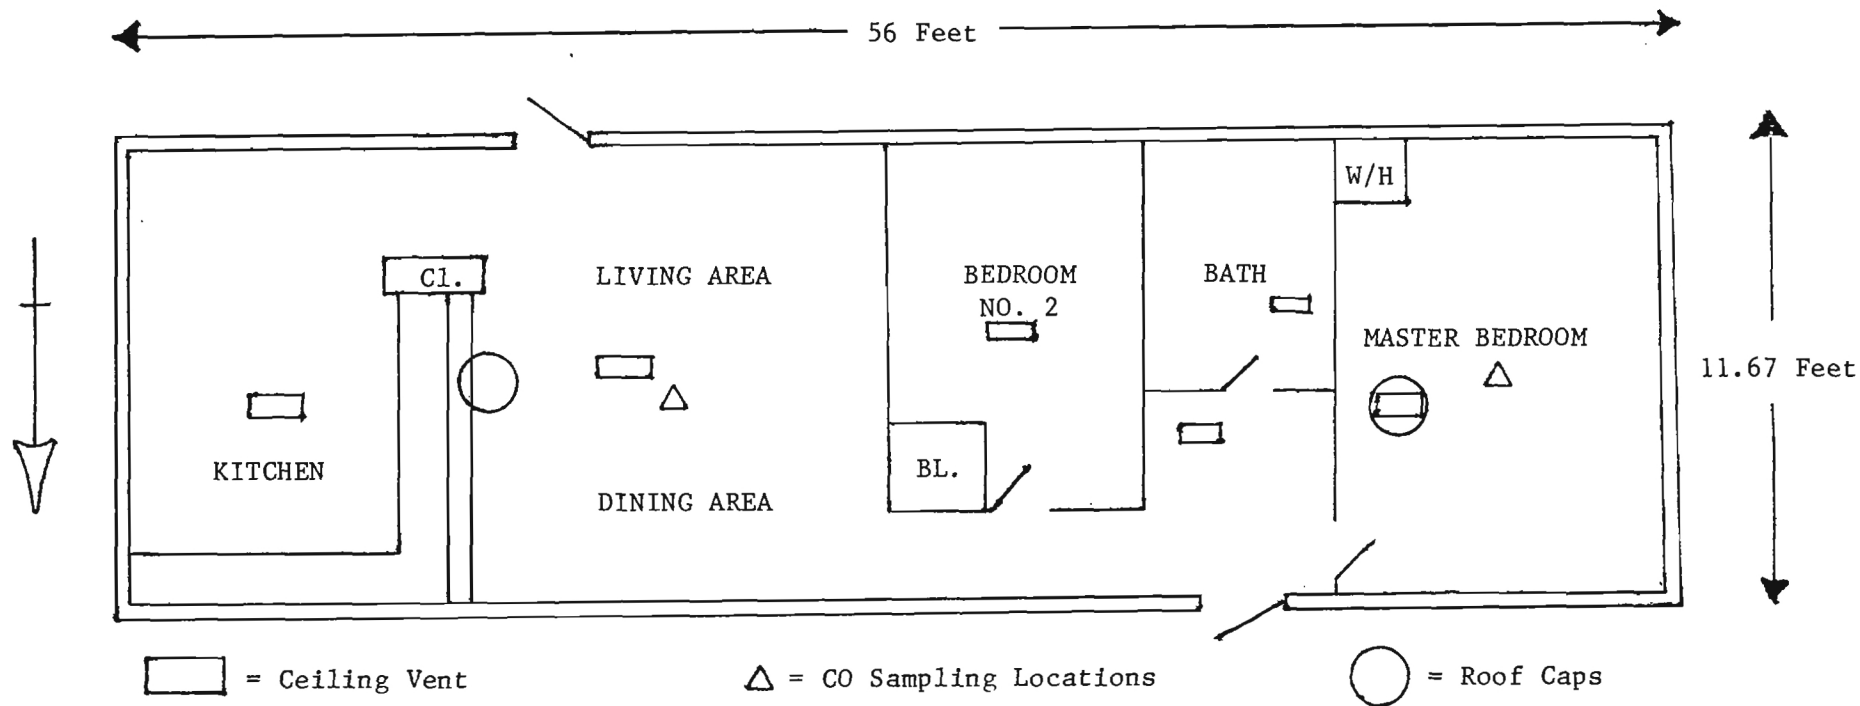 56 Feet
W/H
Cl.
LIVING AREA
BEDROOM
NO. 2
BATH
MASTER BEDROOM
11.67 Feet
KITCHEN
BL.
DINING AREA
= Ceiling Vent
= CO Sampling Locations
= Roof Caps